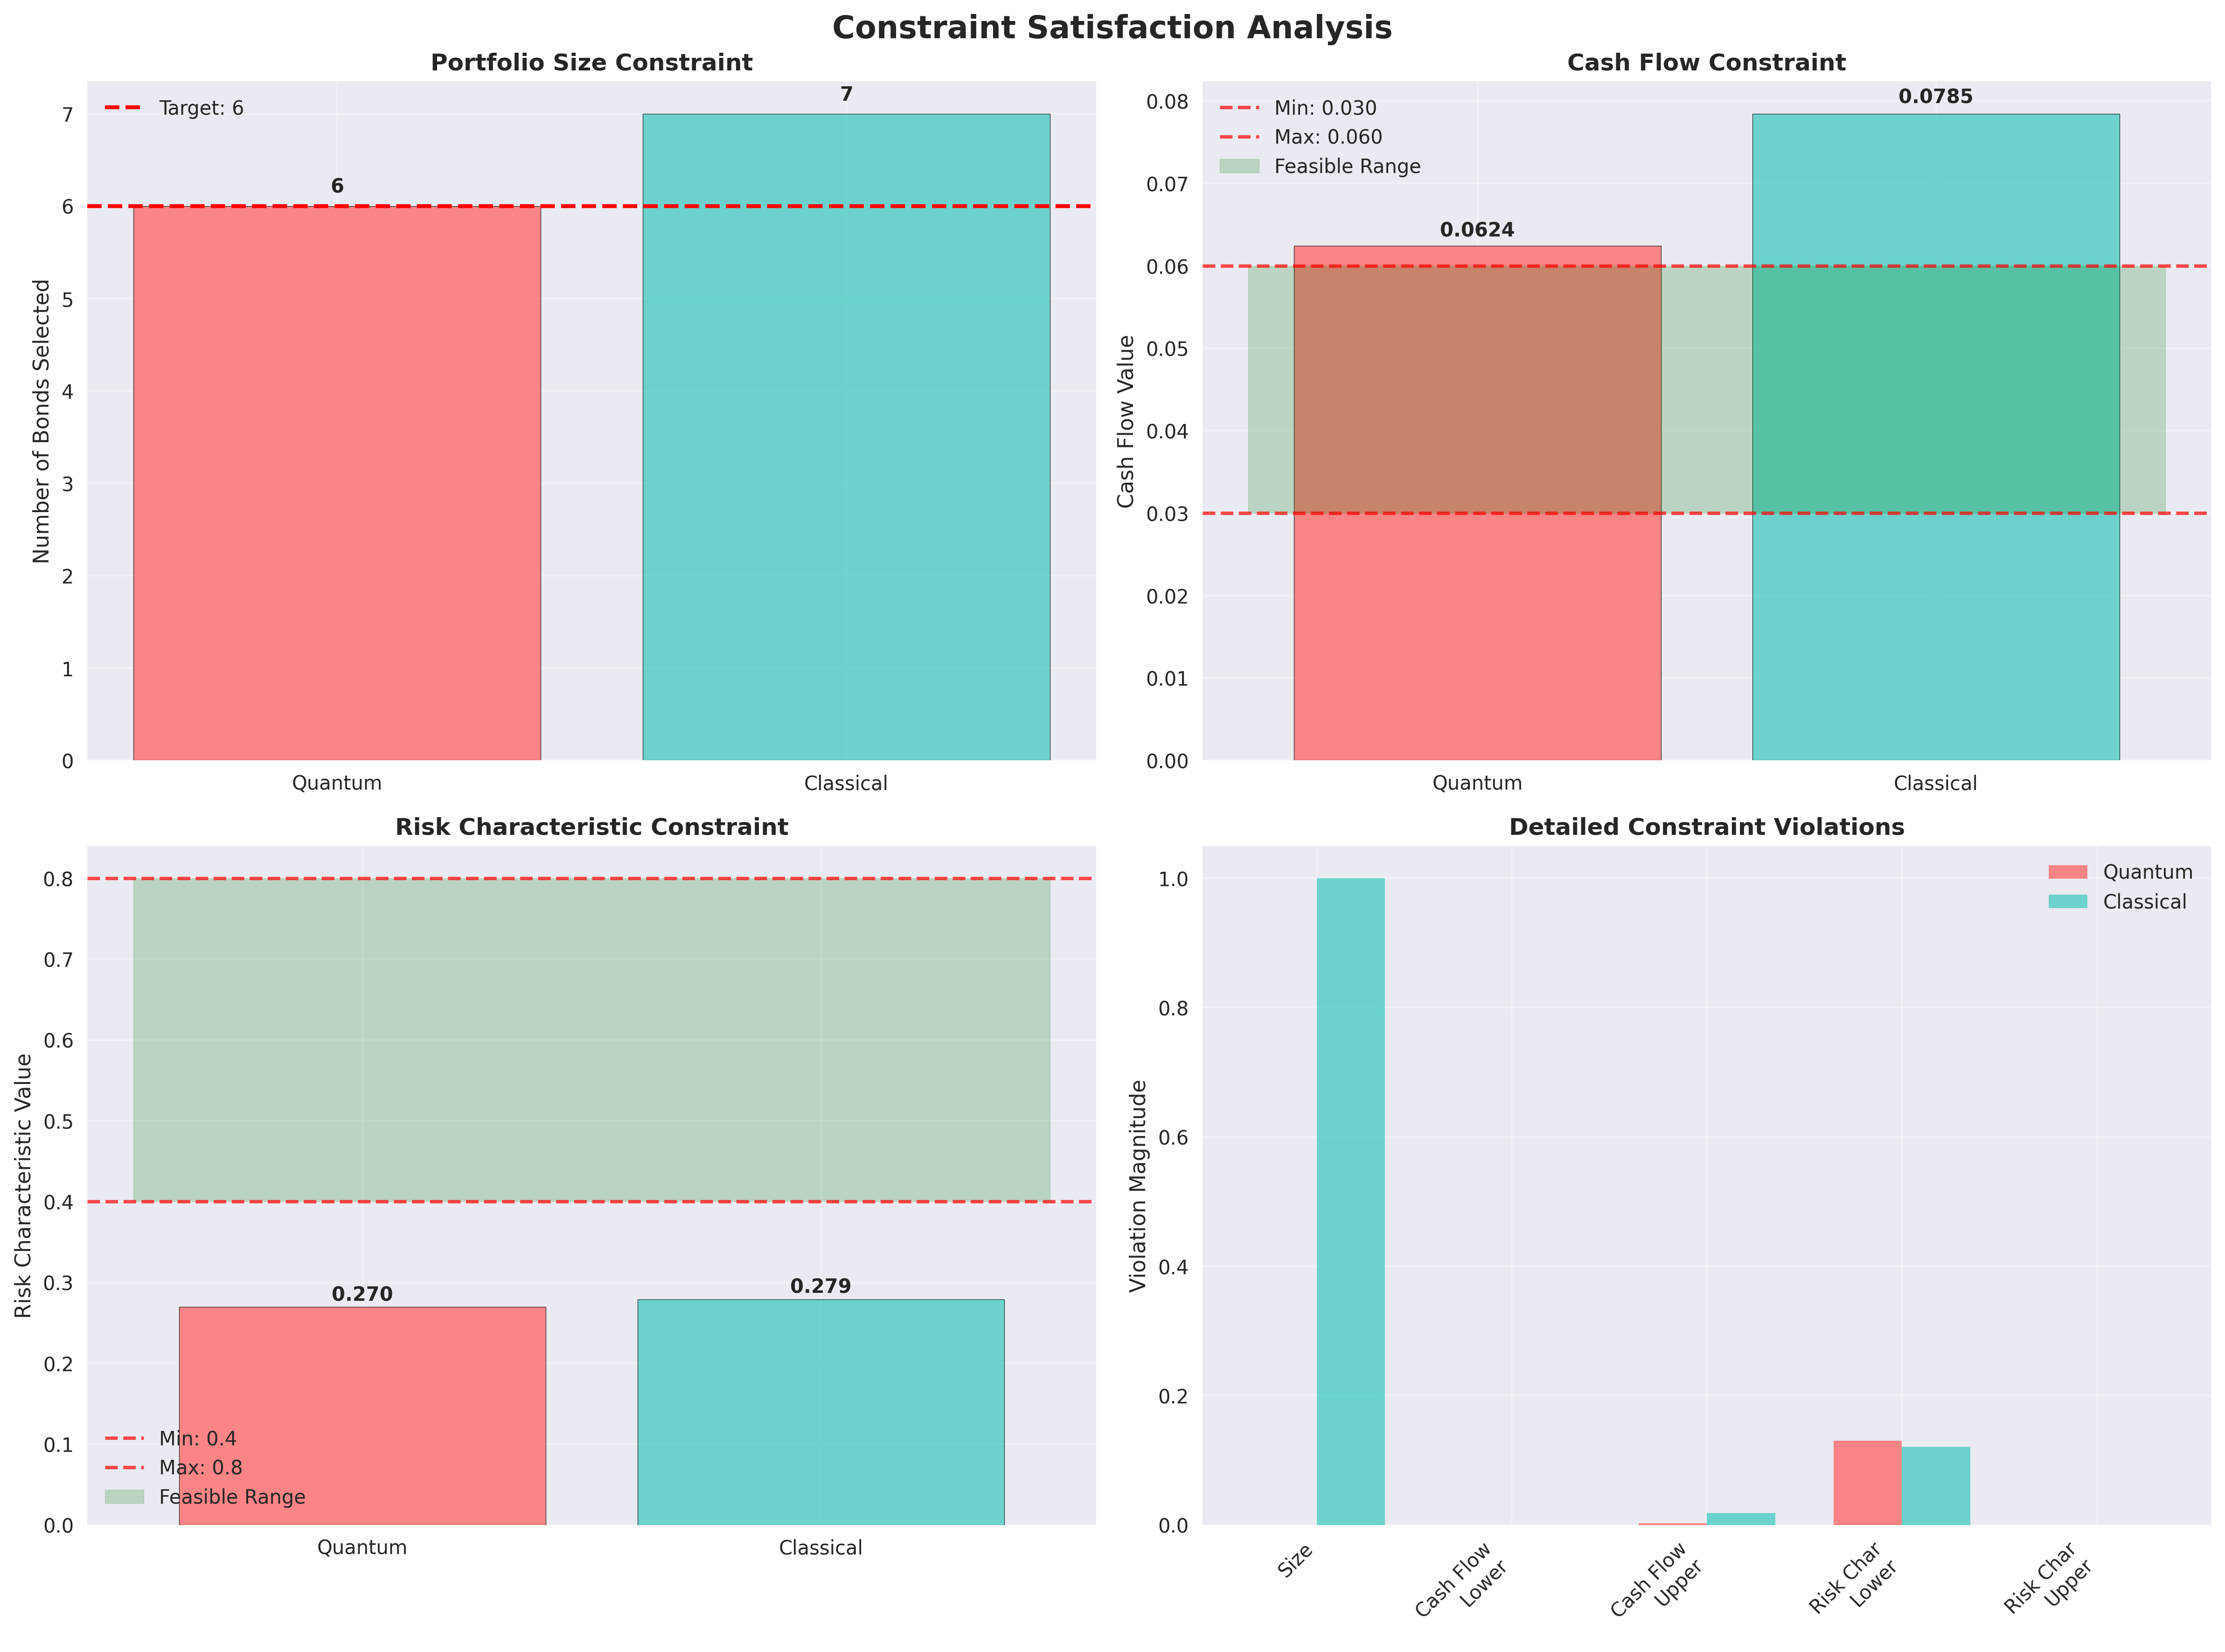 Constraint Satisfaction Analysis
Portfolio Size Constraint
Number of Bonds Selected
7
6
5
4
3
2
1
0
Target: 6
6
7
Quantum
Classical
Cash Flow Constraint
Cash Flow Value
0.08
0.07
0.06
0.05
0.04
0.03
0.02
0.01
0.00
Min: 0.030
Max: 0.060
Feasible Range
0.0624
0.0785
Quantum
Classical
Risk Characteristic Constraint
Risk Characteristic Value
0.8
0.7
0.6
0.5
0.4
0.3
0.2
0.1
0.0
0.270
0.279
Min: 0.4
Max: 0.8
Feasible Range
Quantum
Classical
Detailed Constraint Violations
Violation Magnitude
1.0
0.8
0.6
0.4
0.2
0.0
Quantum
Classical
Size
Cash Flow
Lower
Cash Flow
Upper
Risk Char
Lower
Risk Char
Upper